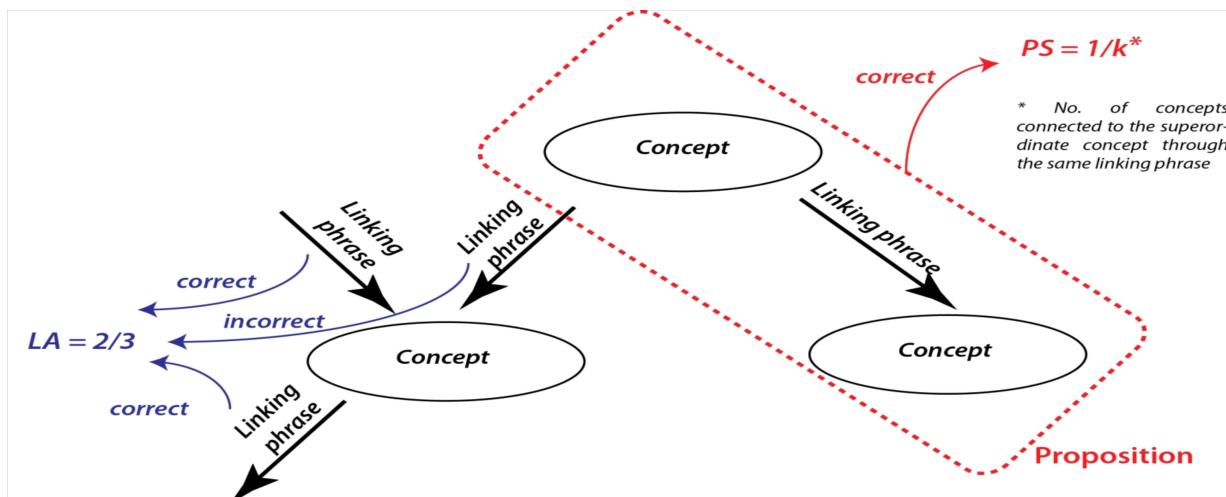 PS = 1/k*
correct
* No. of concepts
connected to the superor-
dinate concept through
the same linking phrase
Concept
Linking
phrase
Linking
phrase
Linking phrase
correct
incorrect
LA = 2/3
Concept
Concept
correct
Linking
phrase
Proposition